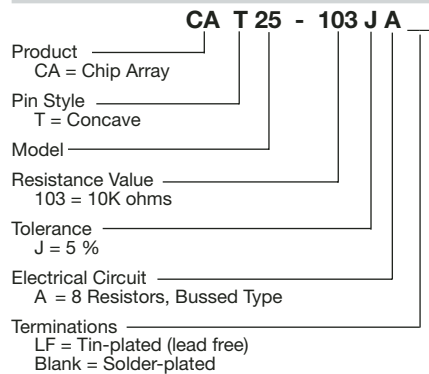 CA T 25 - 103 J A __
Product
CA = Chip Array
Pin Style
T = Concave
Model
Resistance Value
103 = 10K ohms
Tolerance
J = 5 %
Electrical Circuit
A = 8 Resistors, Bussed Type
Terminations
LF = Tin-plated (lead free)
Blank = Solder-plated